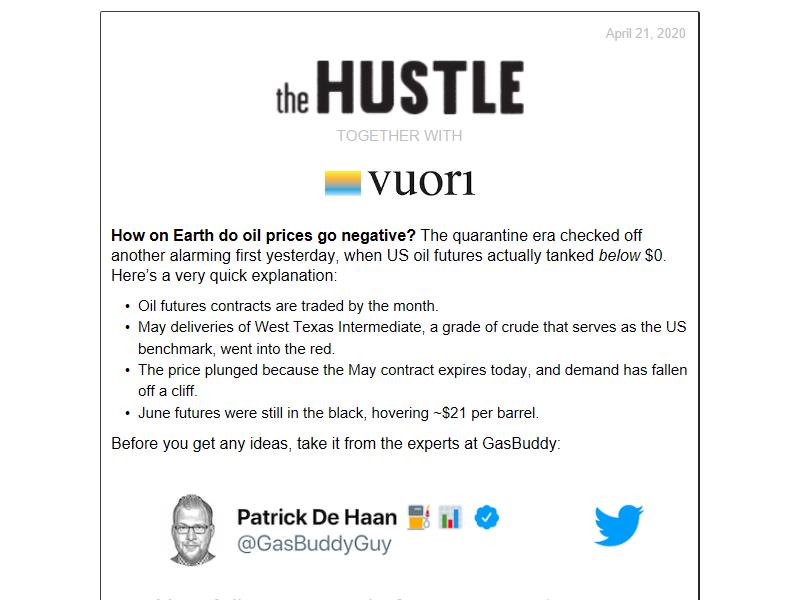 April 21, 2020
the HUSTLE
TOGETHER WITH
vuori
How on Earth do oil prices go negative? The quarantine era checked off
another alarming first yesterday, when US oil futures actually tanked below $0.
Here's a very quick explanation:
• Oil futures contracts are traded by the month.
• May deliveries of West Texas Intermediate, a grade of crude that serves as the US
benchmark, went into the red.
• The price plunged because the May contract expires today, and demand has fallen
off a cliff.
• June futures were still in the black, hovering ~$21 per barrel.
Before you get any ideas, take it from the experts at GasBuddy:
Patrick De Haan
@GasBuddyGuy